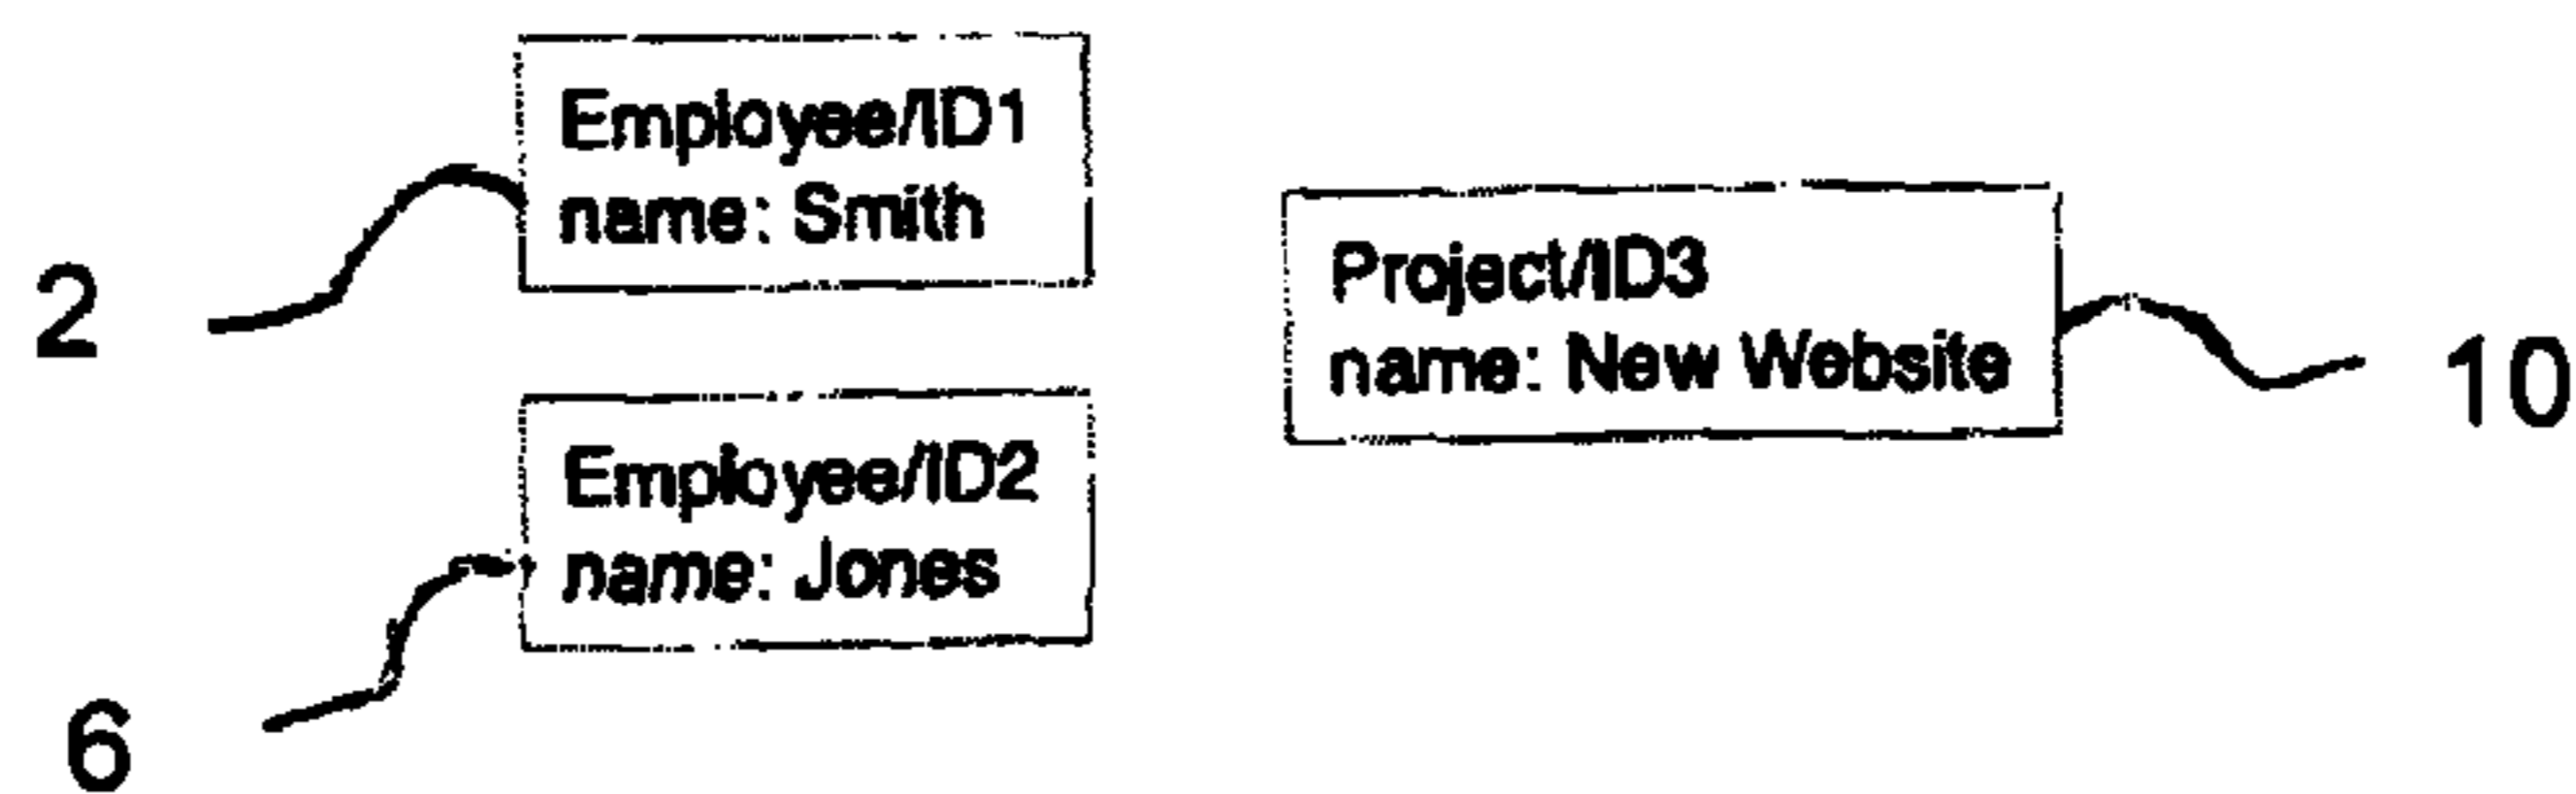 Employee/ID1
name: Smith
2
Project/ID3
name: New Website
10
Employee/ID2
name: Jones
6